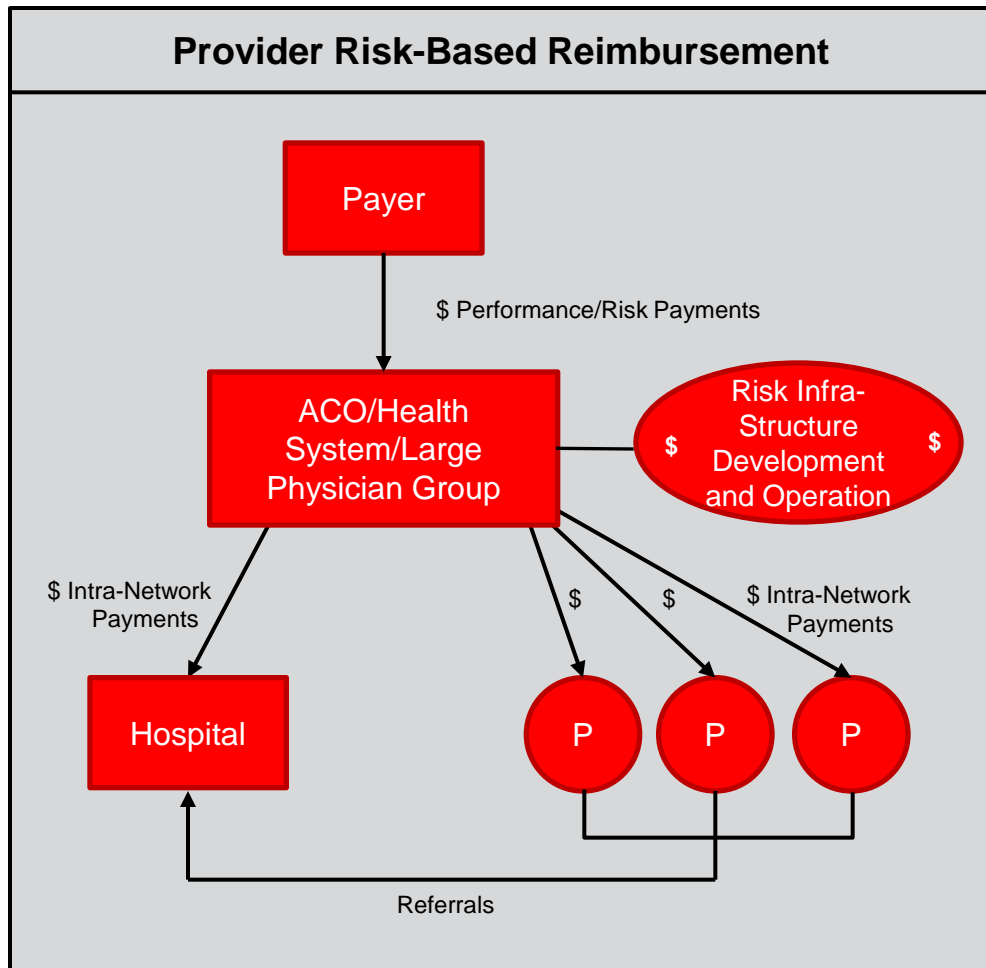 Provider Risk-Based Reimbursement
Payer
$ Performance/Risk Payments
ACO/Health
System/Large
Physician Group
Risk Infra-
Structure
$ $
Development
and Operation
$ Intra-Network
Payments
$
$
$ Intra-Network
Payments
Hospital
P
P
P
Referrals